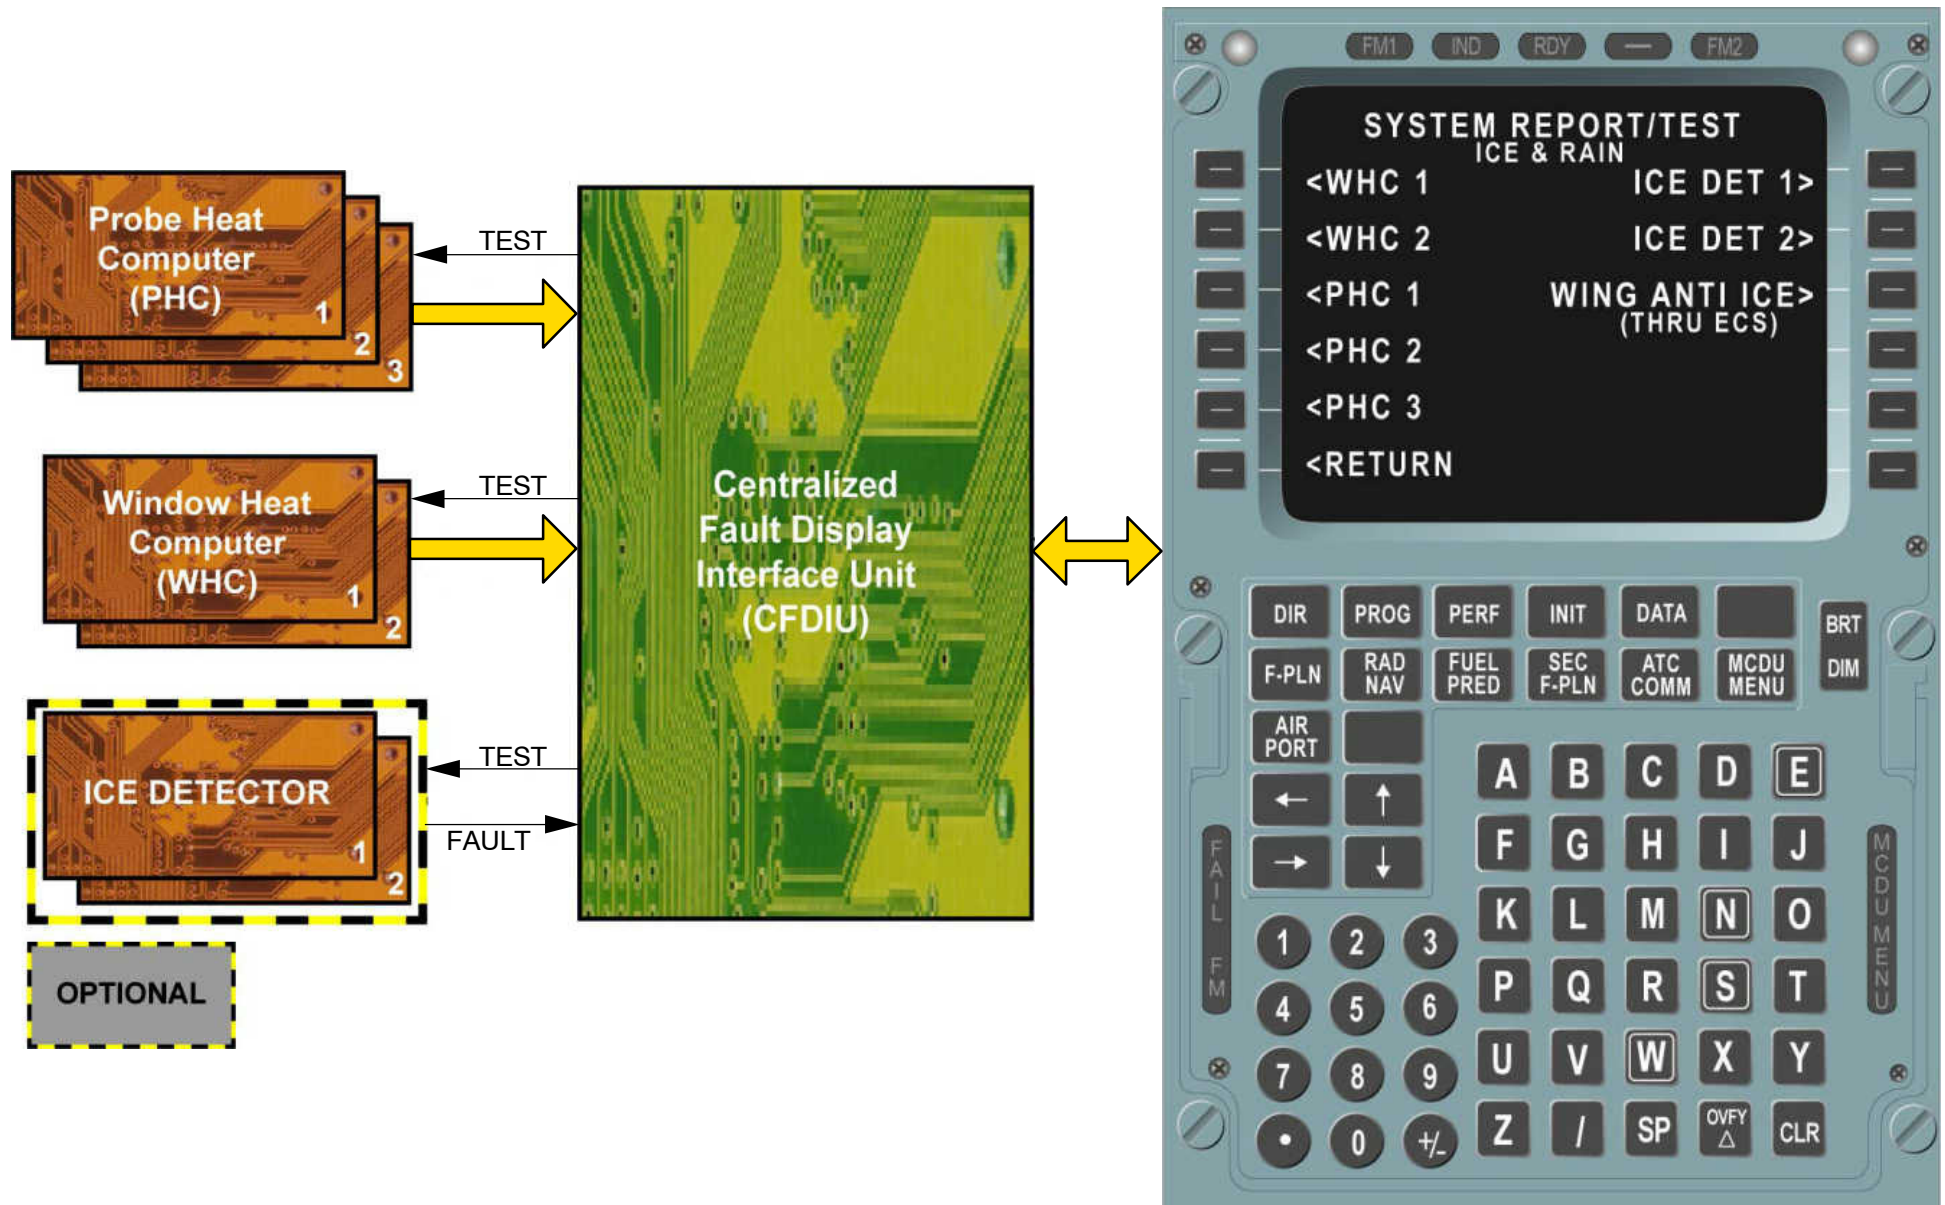 Probe Heat
Computer
(PHC)
1
2
3
TEST
Window Heat
Computer
(WHC)
1
2
TEST
ICE DETECTOR
1
2
TEST
FAULT
OPTIONAL
Centralized
Fault Display
Interface Unit
(CFDIU)
FM1 IND RDY FM2
SYSTEM REPORT/TEST
ICE & RAIN
<WHC 1 ICE DET 1>
<WHC 2 ICE DET 2>
<PHC 1 WING ANTI ICE>
(THRU ECS)
<PHC 2
<PHC 3
<RETURN
DIR
PROG
PERF
INIT
DATA
BRT
DIM
F-PLN
RAD
NAV
FUEL
PRED
SEC
F-PLN
ATC
COMM
MCDU
MENU
AIR
PORT
← ↑
→ ↓
A B C D E
F G H I J
K L M N O
P Q R S T
U V W X Y
Z / SP OVFY
△
CLR
1 2 3
4 5 6
7 8 9
• 0 +/-
FAIL FM
MCDU MENU